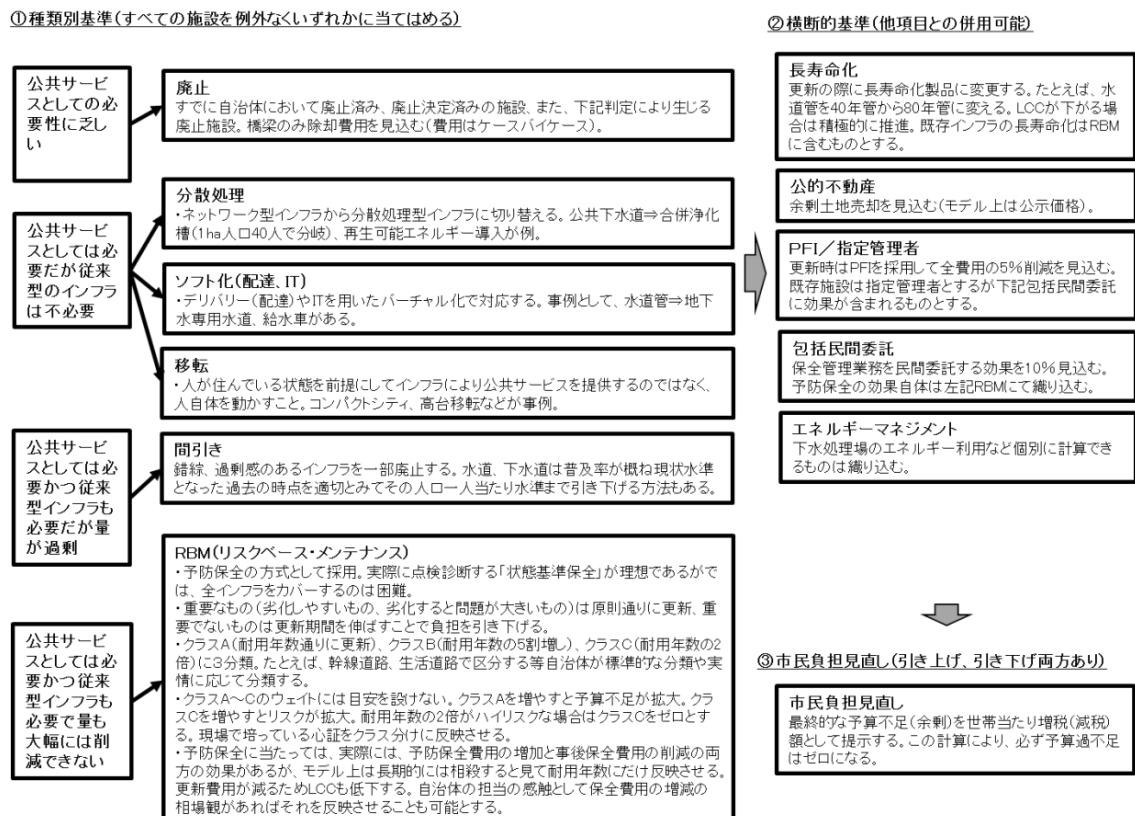 ①種類別基準(すべての施設を例外なくいずれかに当てはめる)
公共サービ
スとしての必
要性に乏し
い
廃止
すでに自治体において廃止済み、廃止決定済みの施設、また、下記判定により生じる
廃止施設。橋梁のみ除却費用を見込む(費用はケースバイケース)。
公共サービ
スとしては必
要だが従来
型のインフラ
は不必要
分散処理
・ネットワーク型インフラから分散処理型インフラに切り替える。公共下水道⇒合併浄化
槽(1ha人口40人で分岐)、再生可能エネルギー導入が例。
ソフト化(配達、IT)
・デリバリー(配達)やITを用いたバーチャル化で対応する。事例として、水道管⇒地下
水専用水道、給水車がある。
移転
・人が住んでいる状態を前提にしてインフラにより公共サービスを提供するのではなく、
人自体を動かすこと。コンパクトシティ、高台移転などが事例。
公共サービ
スとしては必
要かつ従来
型インフラも
必要だが量
が過剰
間引き
錯綜、過剰感のあるインフラを一部廃止する。水道、下水道は普及率が概ね現状水準
となった過去の時点を適切とみてその人口一人当たり水準まで引き下げる方法もある。
公共サービ
スとしては必
要かつ従来
型インフラも
必要で量も
大幅には削
減できない
RBM(リスクベース・メンテナンス)
・予防保全の方式として採用。実際に点検診断する「状態基準保全」が理想であるがで
は、全インフラをカバーするのは困難。
・重要なもの(劣化しやすいもの、劣化すると問題が大きいもの)は原則通りに更新、重
要でないものは更新期間を伸ばすことで負担を引き下げる。
・クラスA(耐用年数通りに更新)、クラスB(耐用年数の5割増し)、クラスC(耐用年数の2
倍)に3分類。たとえば、幹線道路、生活道路で区分する等自治体が標準的な分類や実
情に応じて分類する。
・クラスA~Cのウェイトには目安を設けない。クラスAを増やすと予算不足が拡大。クラ
スCを増やすとリスクが拡大。耐用年数の2倍がハイリスクな場合はクラスCをゼロとす
る。現場で培っている心証をクラス分けに反映させる。
・予防保全に当たっては、実際には、予防保全費用の増加と事後保全費用の削減の両
方の効果があるが、モデル上は長期的には相殺すると見て耐用年数にだけ反映させる。
更新費用が減るためLCCも低下する。自治体の担当の感触として保全費用の増減の
相場観があればそれを反映させることも可能とする。
②横断的基準(他項目との併用可能)
長寿命化
更新の際に長寿命化製品に変更する。たとえば、水
道管を40年管から80年管に変える。LCCが下がる場
合は積極的に推進。既存インフラの長寿命化はRBM
に含むものとする。
公的不動産
余剰土地売却を見込む(モデル上は公示価格)。
PFI/指定管理者
更新時はPFIを採用して全費用の5%削減を見込む。
既存施設は指定管理者とするが下記包括民間委託
に効果が含まれるものとする。
包括民間委託
保全管理業務を民間委託する効果を10%見込む。
予防保全の効果自体は左記RBMにて織り込む。
エネルギーマネジメント
下水処理場のエネルギー利用など個別に計算でき
るものは織り込む。
③市民負担見直し(引き上げ、引き下げ両方あり)
市民負担見直し
最終的な予算不足(余剰)を世帯当たり増税(減税)
額として提示する。この計算により、必ず予算過不足
はゼロになる。